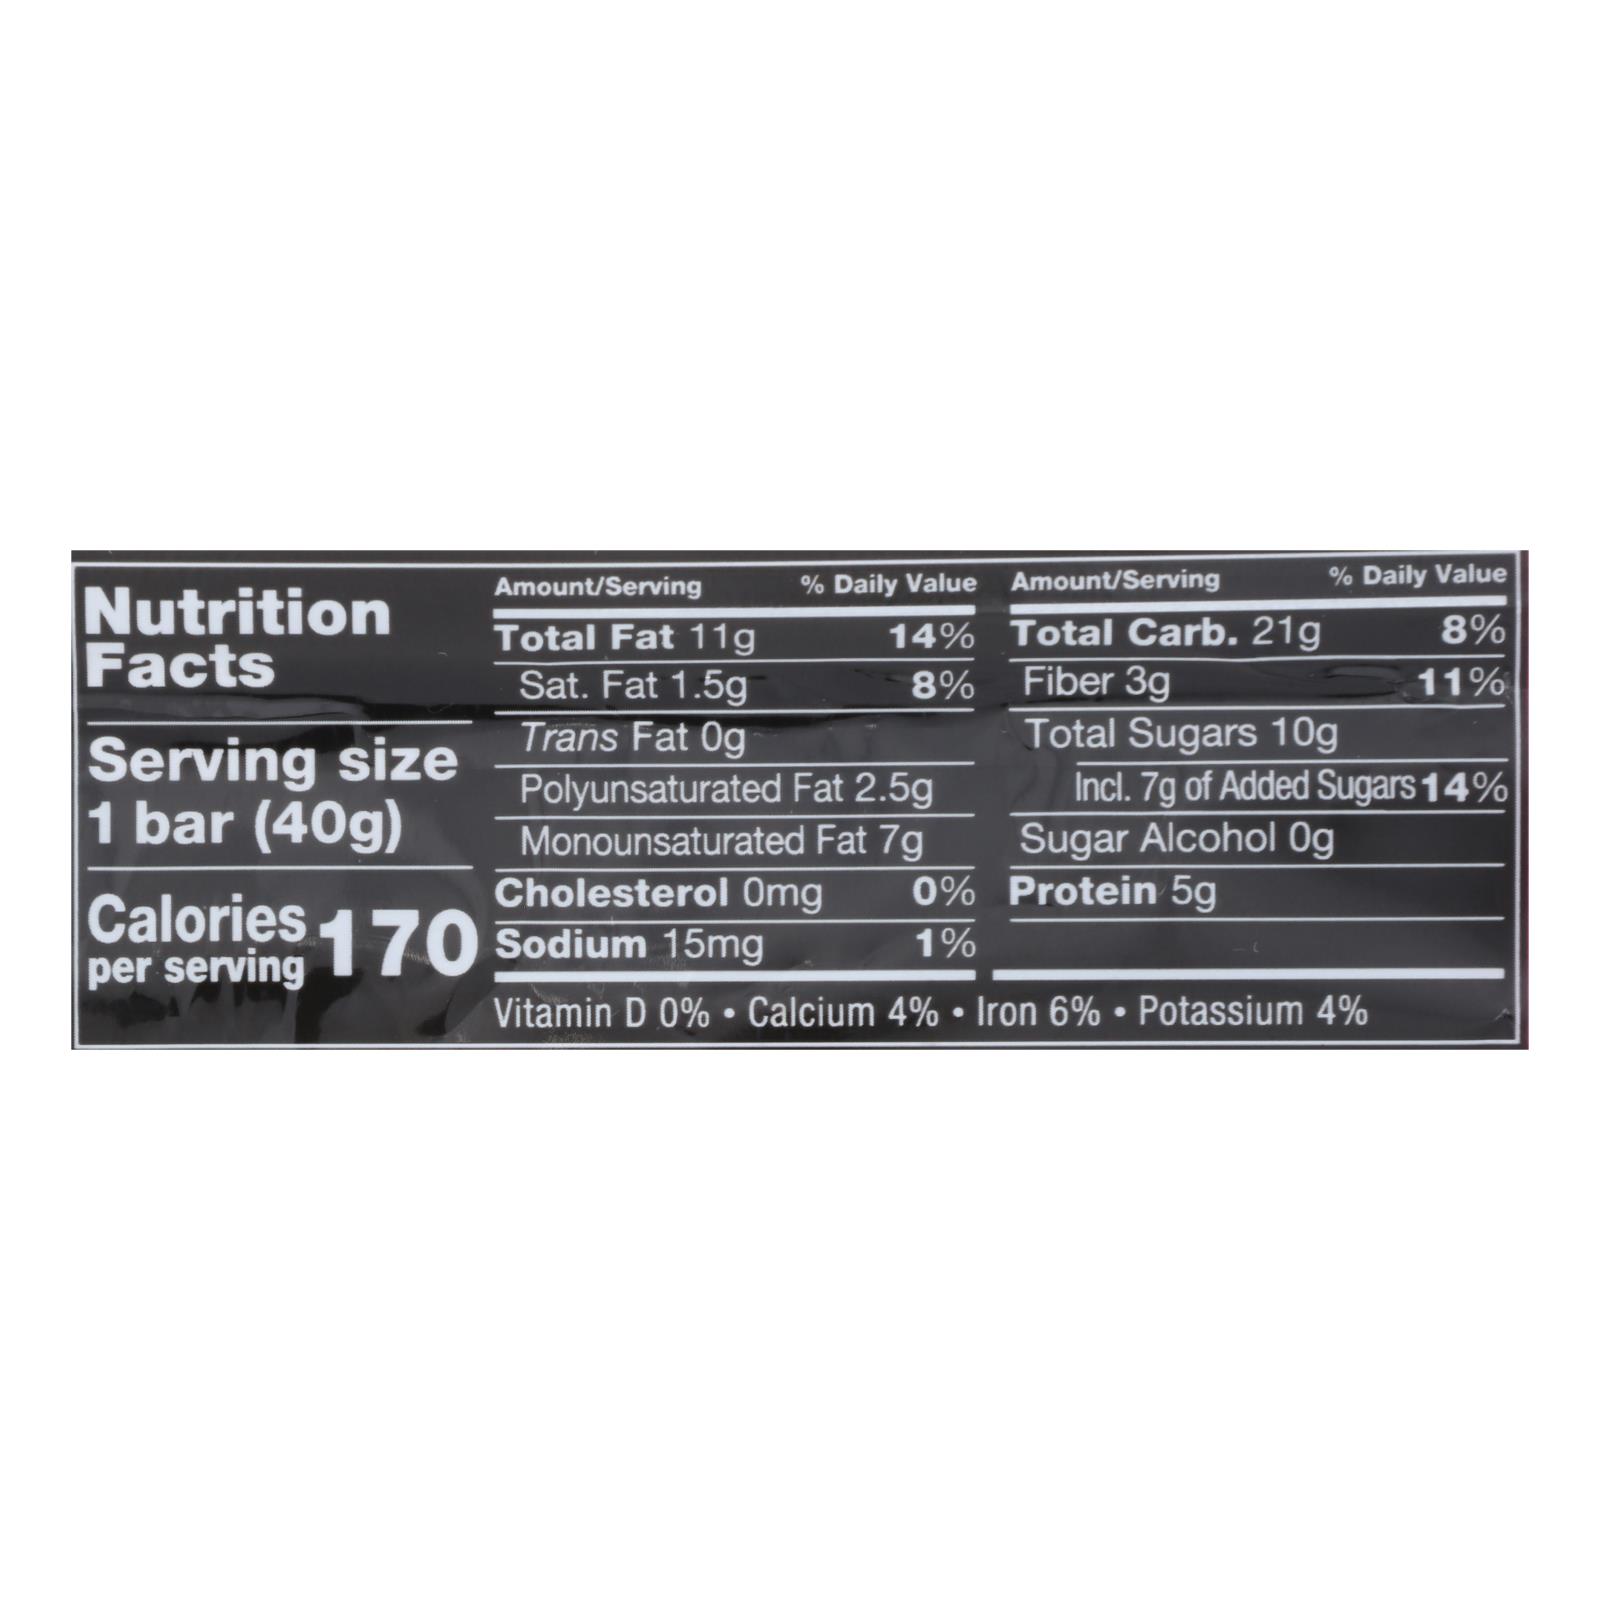 Nutrition
Facts
Serving size
1 bar (40g)
Calories
per serving 170
Amount/Serving % Daily Value
Total Fat 11g 14%
Sat. Fat 1.5g 8%
Trans Fat 0g
Polyunsaturated Fat 2.5g
Monounsaturated Fat 7g
Cholesterol 0mg 0%
Sodium 15mg 1%
Amount/Serving % Daily Value
Total Carb. 21g 8%
Fiber 3g 11%
Total Sugars 10g
Incl. 7g of Added Sugars 14%
Sugar Alcohol 0g
Protein 5g
Vitamin D 0% • Calcium 4% • Iron 6% • Potassium 4%